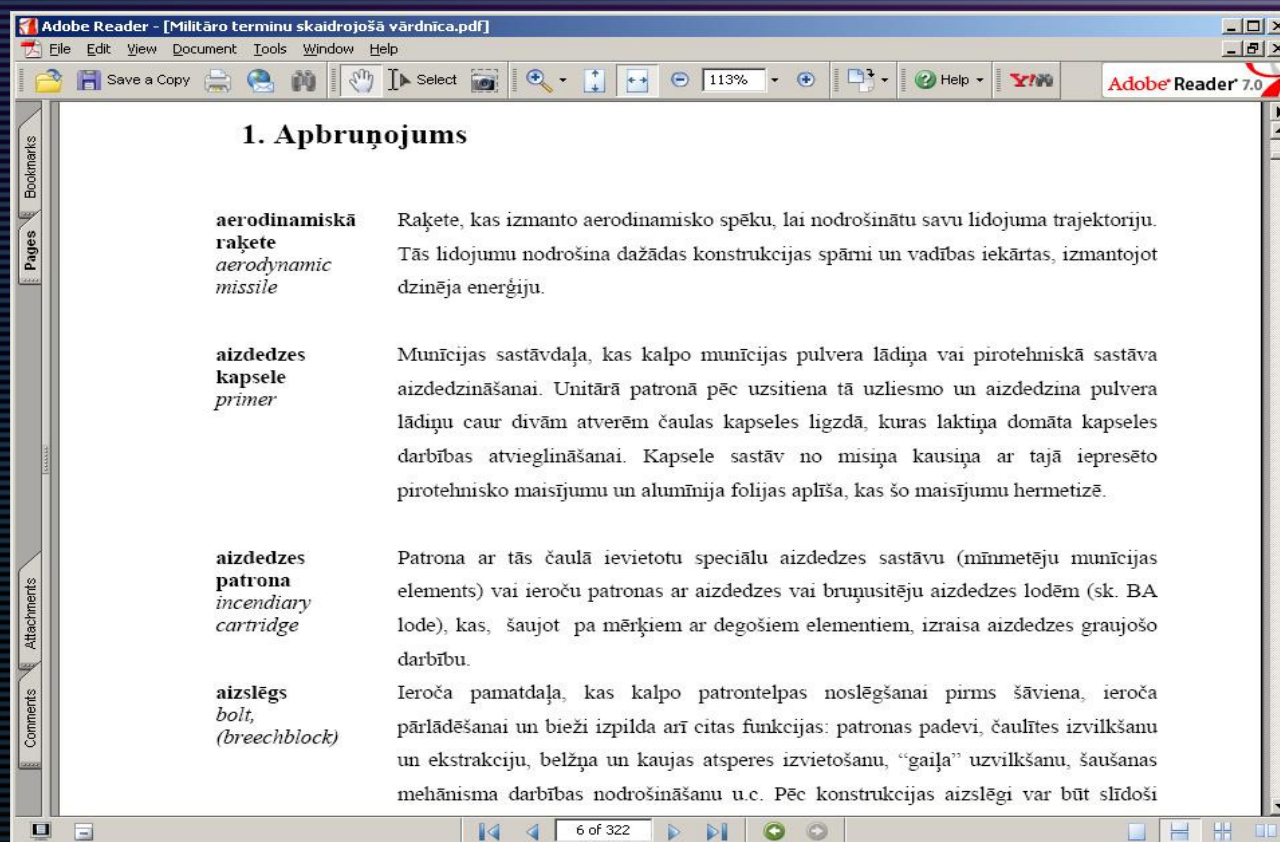 Adobe Reader - [Militāro terminu skaidrojošā vārdnīca.pdf]
File Edit View Document Tools Window Help
Save a Copy Select 113% Help Y! Adobe Reader 7.0
Bookmarks
Pages
Attachments
Comments
1. Apbruņojums
aerodinamiskā
raķete
aerodynamic
missile
Raķete, kas izmanto aerodinamisko spēku, lai nodrošinātu savu lidojuma trajektoriju.
Tās lidojumu nodrošina dažādas konstrukcijas spārni un vadības iekārtas, izmantojot
dzinēja enerģiju.
aizdedzes
kapsele
primer
Munīcijas sastāvdaļa, kas kalpo munīcijas pulvera lādiņa vai pirotehniskā sastāva
aizdedzināšanai. Unitārā patronā pēc uzsitiena tā uzliesmo un aizdedzina pulvera
lādiņu caur divām atverēm čaulas kapseles ligzdā, kuras laktiņa domāta kapseles
darbības atvieglināšanai. Kapsele sastāv no misiņa kausiņa ar tajā iepresēto
pirotehnisko maisījumu un alumīnija folijas aplīša, kas šo maisījumu hermetizē.
aizdedzes
patrona
incendiary
cartridge
Patrona ar tās čaulā ievietotu speciālu aizdedzes sastāvu (mīnmetēju munīcijas
elements) vai ieroču patronas ar aizdedzes vai bruņusitēju aizdedzes lodēm (sk. BA
lode), kas, šaujot pa mērķiem ar degošiem elementiem, izraisa aizdedzes graujošo
darbību.
aizslēgs
bolt,
(breechblock)
Ieroča pamatdaļa, kas kalpo patrontelpas noslēgšanai pirms šāviena, ieroča
pārlādēšanai un bieži izpilda arī citas funkcijas: patronas padevi, čaulītes izvilkšanu
un ekstrakciju, belžņa un kaujas atsperes izvietošanu, “gaiļa” uzvilkšanu, šaušanas
mehānisma darbības nodrošināšanu u.c. Pēc konstrukcijas aizslēgi var būt slīdoši
6 of 322